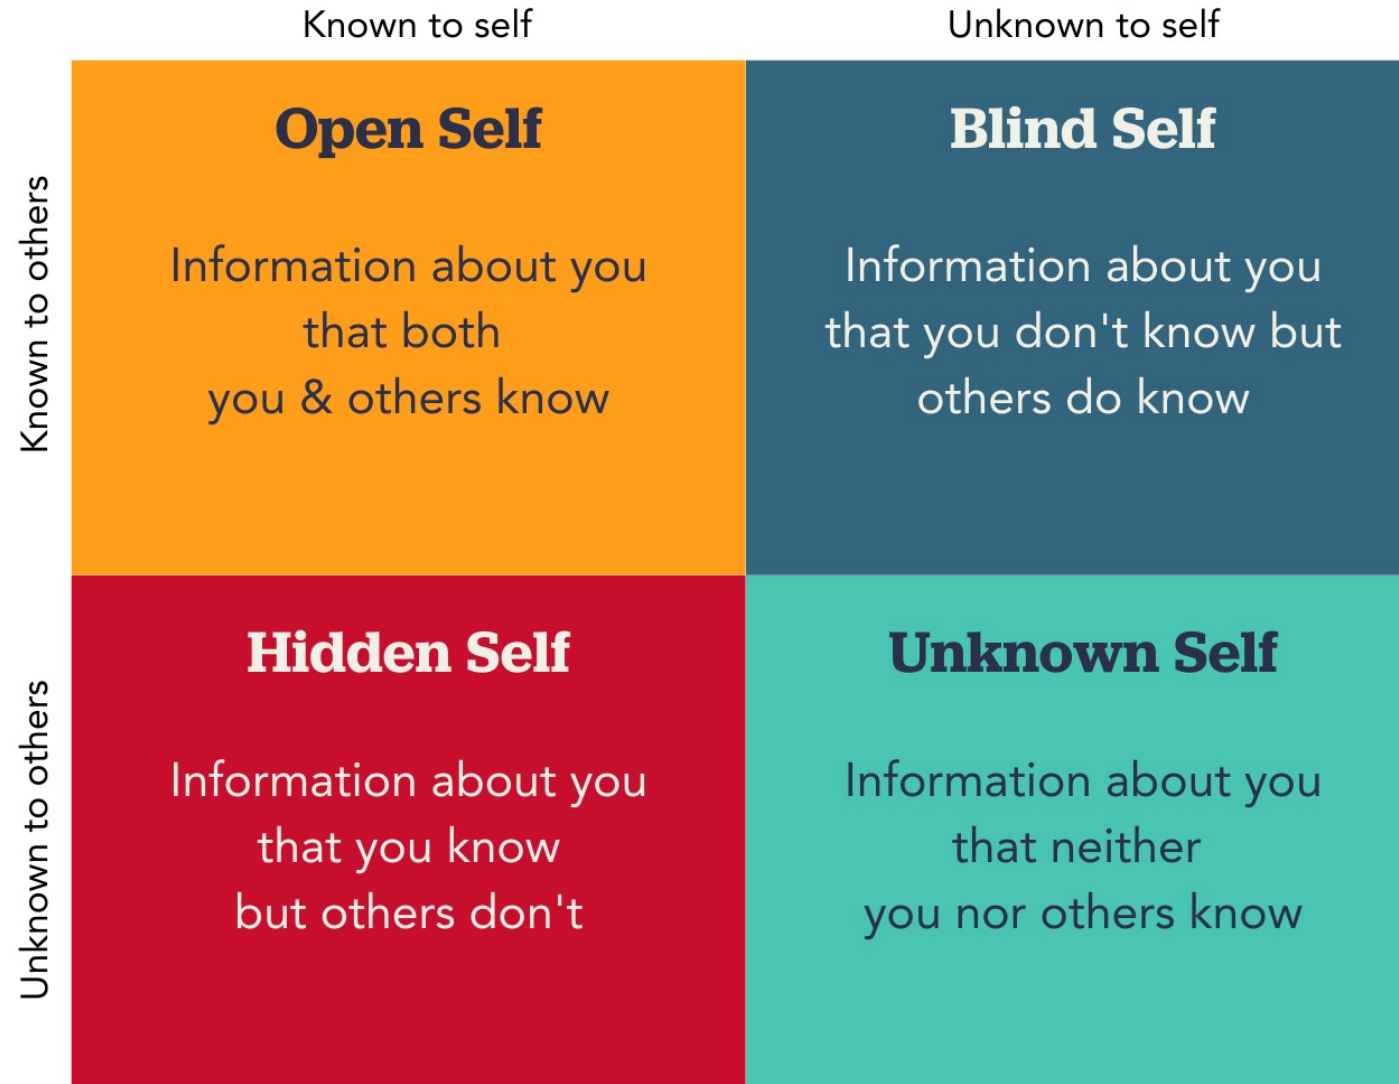 Known to self
Unknown to self
Known to others
Open Self
Information about you
that both
you & others know
Blind Self
Information about you
that you don't know but
others do know
Unknown to others
Hidden Self
Information about you
that you know
but others don't
Unknown Self
Information about you
that neither
you nor others know